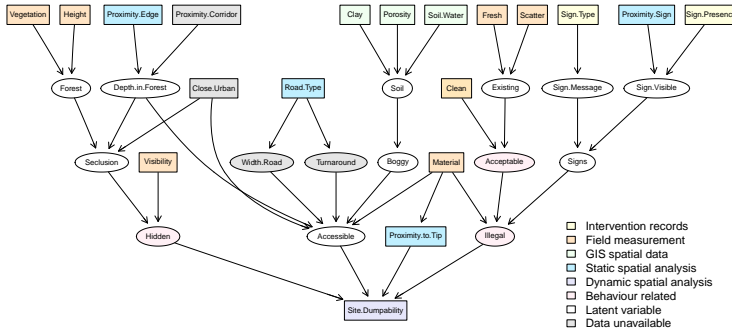 Vegetation
Height
Proximity.Edge
Proximity.Corridor
Clay
Porosity
Soil.Water
Fresh
Scatter
Sign.Type
Proximity.Sign
Sign.Presence
Forest
Depth.in.Forest
Close.Urban
Road.Type
Soil
Clean
Existing
Sign.Message
Sign.Visible
Seclusion
Visibility
Width.Road
Turnaround
Boggy
Material
Acceptable
Signs
Hidden
Accessible
Proximity.to.Tip
Illegal
Site.Dumpability
Intervention records
Field measurement
GIS spatial data
Static spatial analysis
Dynamic spatial analysis
Behaviour related
Latent variable
Data unavailable